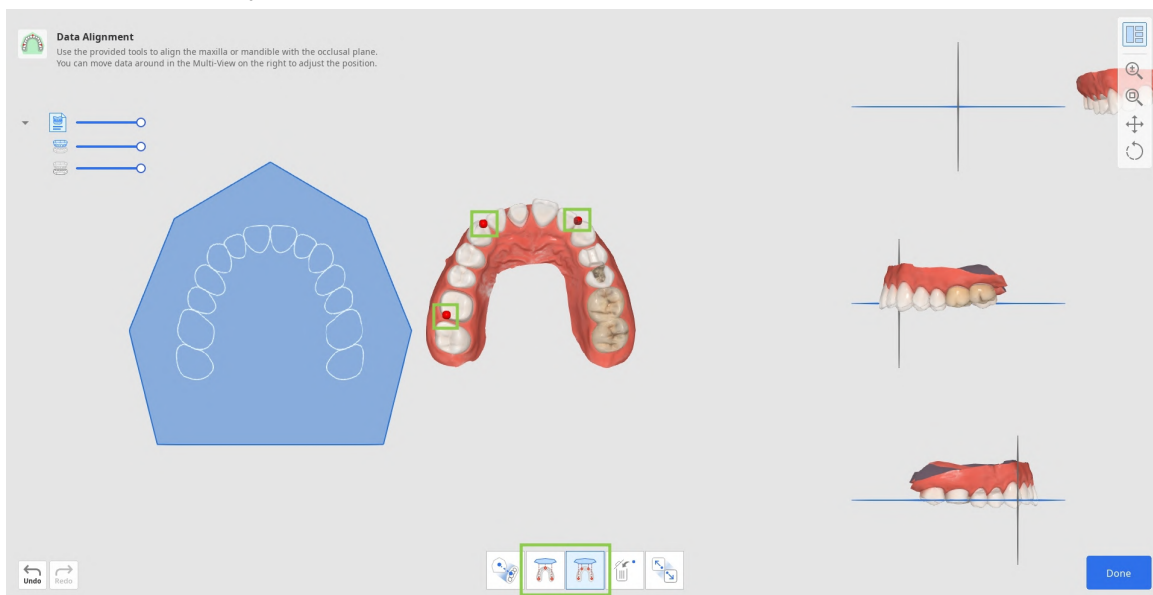 Data Alignment
Use the provided tools to align the maxilla or mandible with the occlusal plane.
You can move data around in the Multi-View on the right to adjust the position.
Undo
Redo
Done